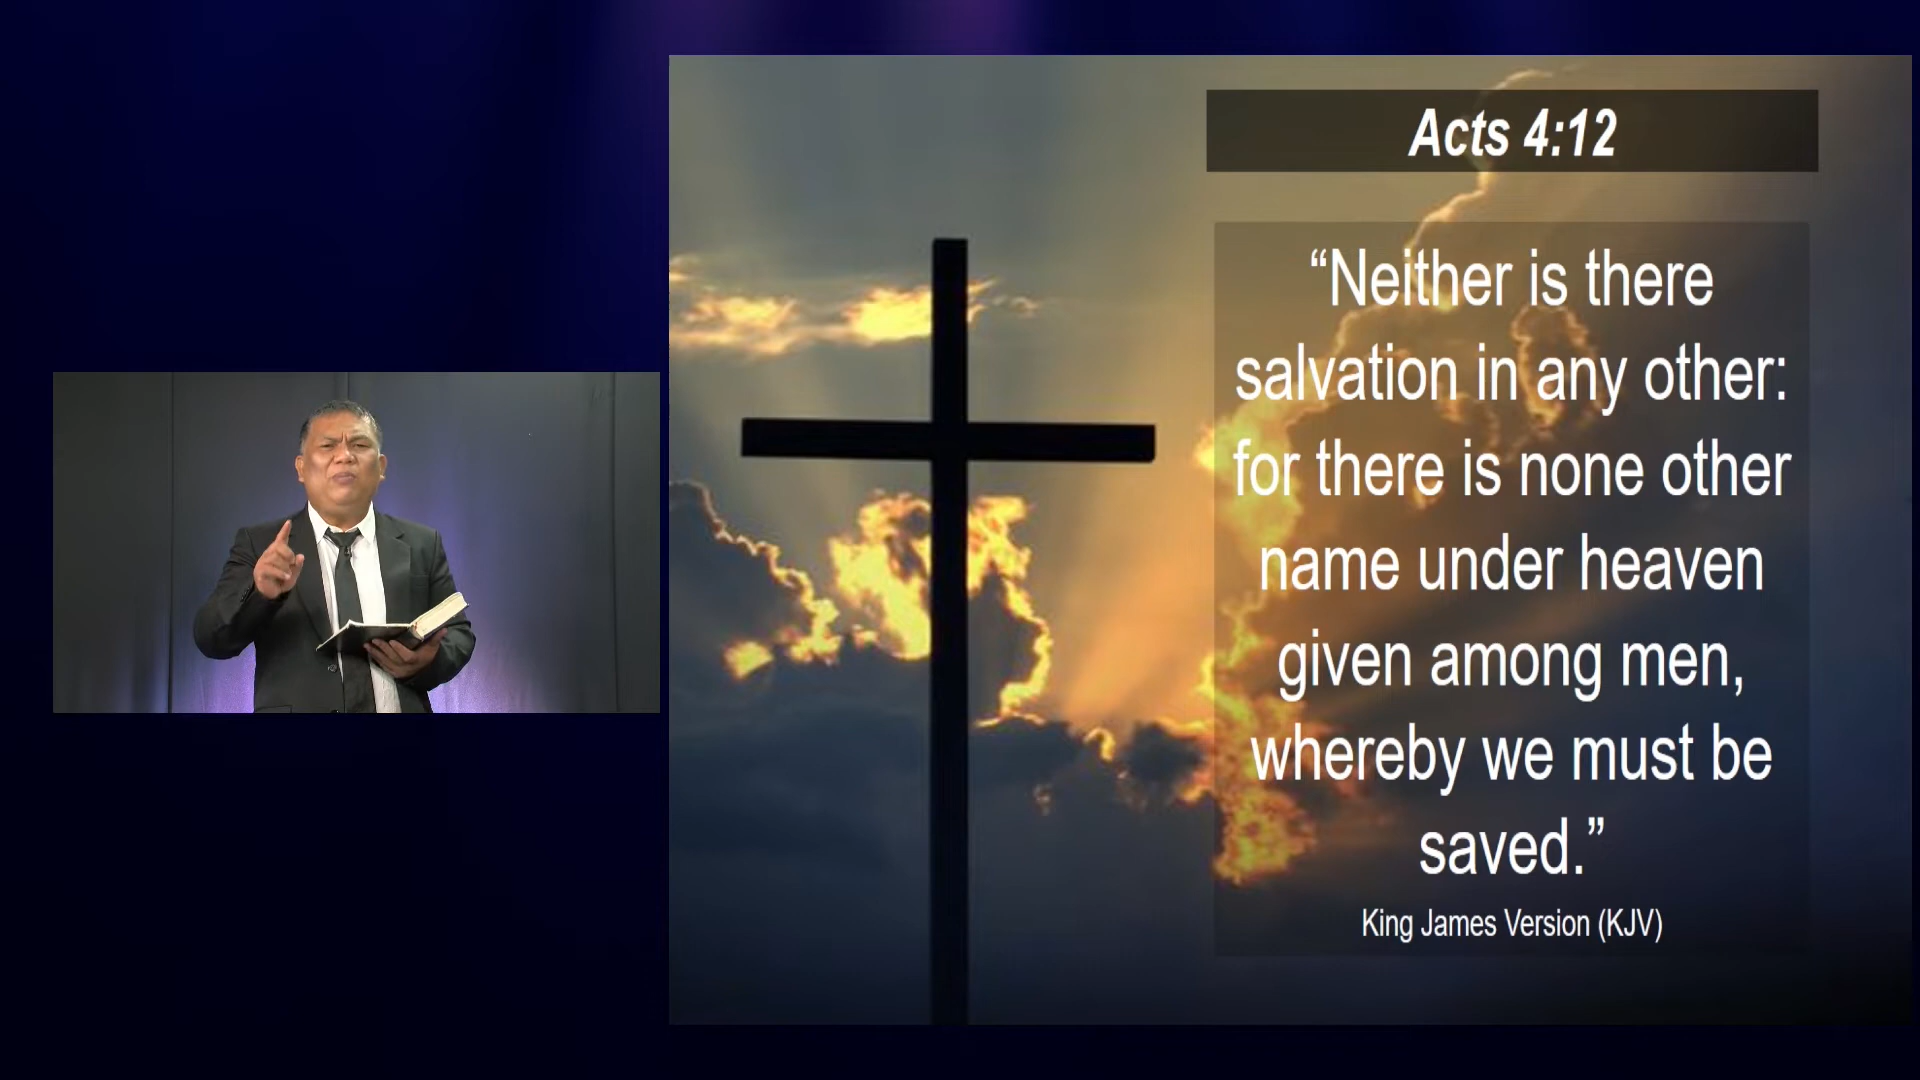 Acts 4:12
“Neither is there
salvation in any other:
for there is none other
name under heaven
given among men,
whereby we must be
saved.”
King James Version (KJV)